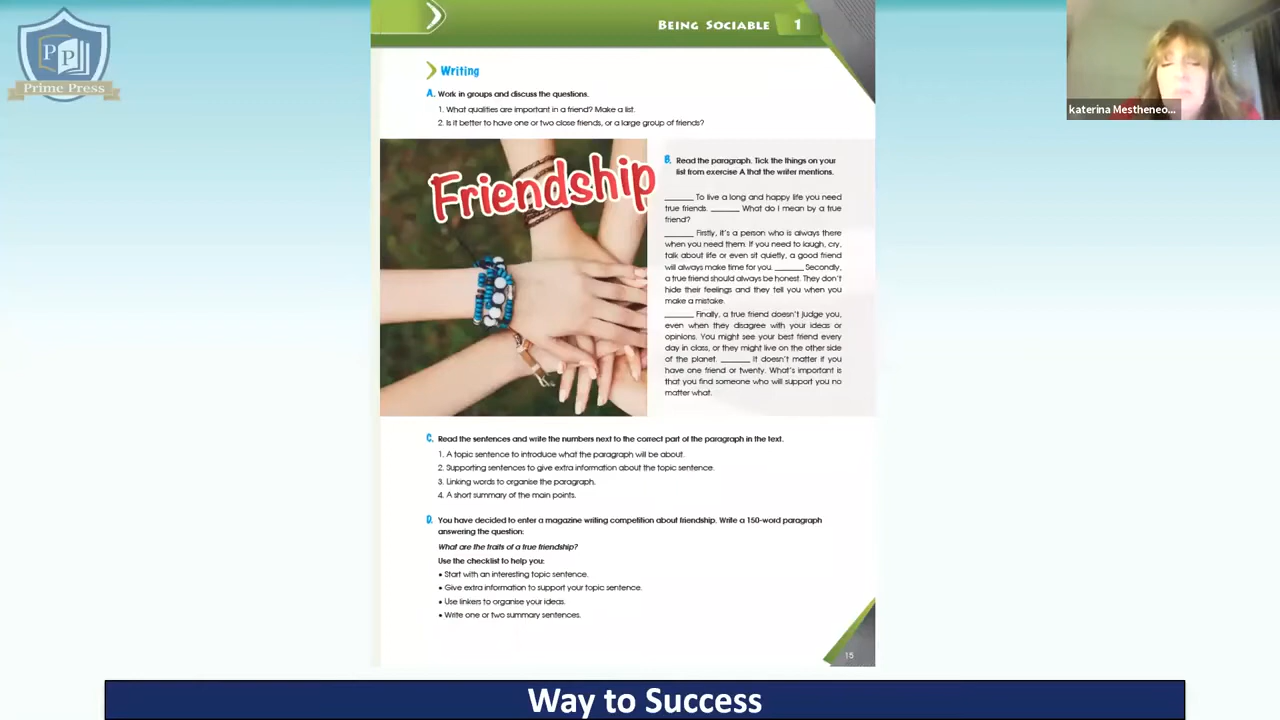 BEING SOCIABLE 1
PP
Prime Press
katerina Mestheneo...
Writing
A. Work in groups and discuss the questions.
1. What qualities are important in a friend? Make a list.
2. Is it better to have one or two close friends, or a large group of friends?
Friendship
B. Read the paragraph. Tick the things on your
list from exercise A that the writer mentions.
______ To live a long and happy life you need
true friends. ______ What do I mean by a true
friend?
______ Firstly, it's a person who is always there
when you need them. If you need to laugh, cry,
talk about life or even sit quietly, a good friend
will always make time for you. ______ Secondly,
a true friend should always be honest. They don't
hide their feelings and they tell you when you
make a mistake.
______ Finally, a true friend doesn't judge you,
even when they disagree with your ideas or
opinions. You might see your best friend every
day in class, or they might live on the other side
of the planet. ______ It doesn't matter if you
have one friend or twenty. What's important is
that you find someone who will support you no
matter what.
C. Read the sentences and write the numbers next to the correct part of the paragraph in the text.
1. A topic sentence to introduce what the paragraph will be about.
2. Supporting sentences to give extra information about the topic sentence.
3. Linking words to organise the paragraph.
4. A short summary of the main points.
D. You have decided to enter a magazine writing competition about friendship. Write a 150-word paragraph
answering the question:
What are the traits of a true friendship?
Use the checklist to help you:
• Start with an interesting topic sentence.
• Give extra information to support your topic sentence.
• Use linkers to organise your ideas.
• Write one or two summary sentences.
15
Way to Success